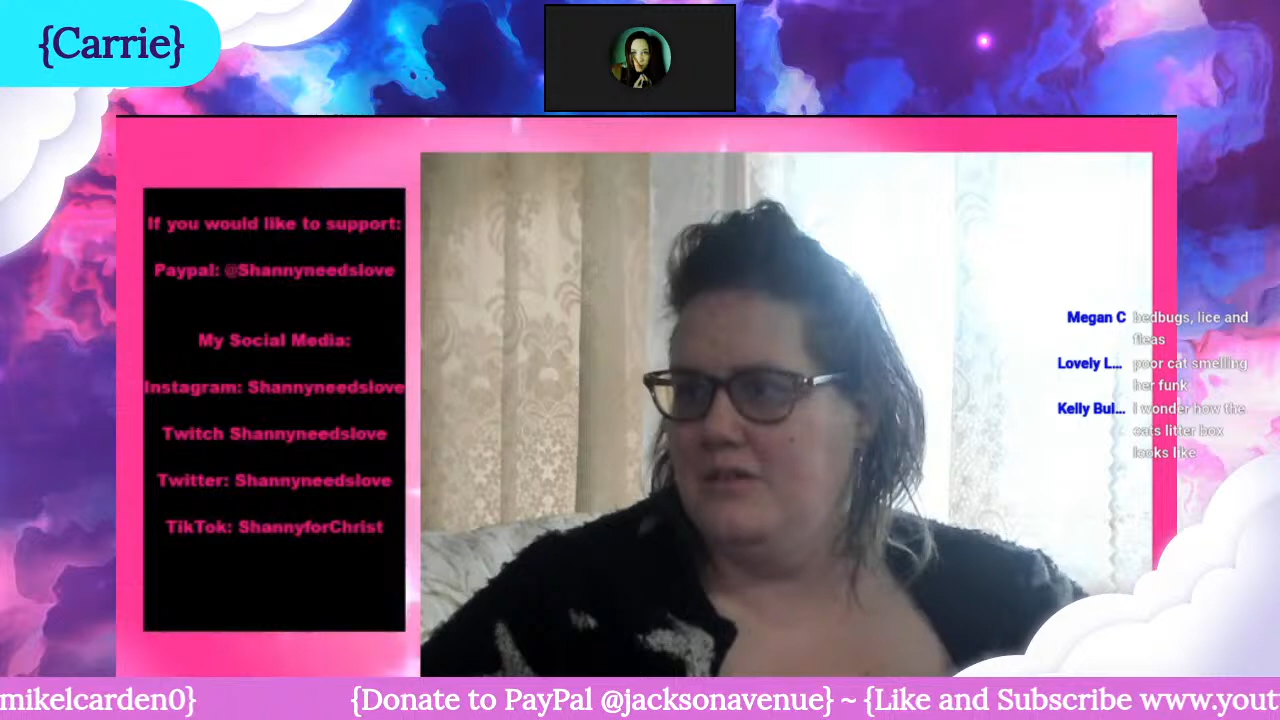 {Carrie}
If you would like to support:
Paypal: @Shannyneedslove
My Social Media:
Instagram: Shannyneedslove
Twitch Shannyneedslove
Twitter: Shannyneedslove
TikTok: ShannyforChrist
Megan C bedbugs, lice and
fleas
Lovely L... poor cat smelling
her funk
Kelly Bul... I wonder how the
cats litter box
looks like
mikelcarden0} {Donate to PayPal @jacksonavenue} ~ {Like and Subscribe www.yout